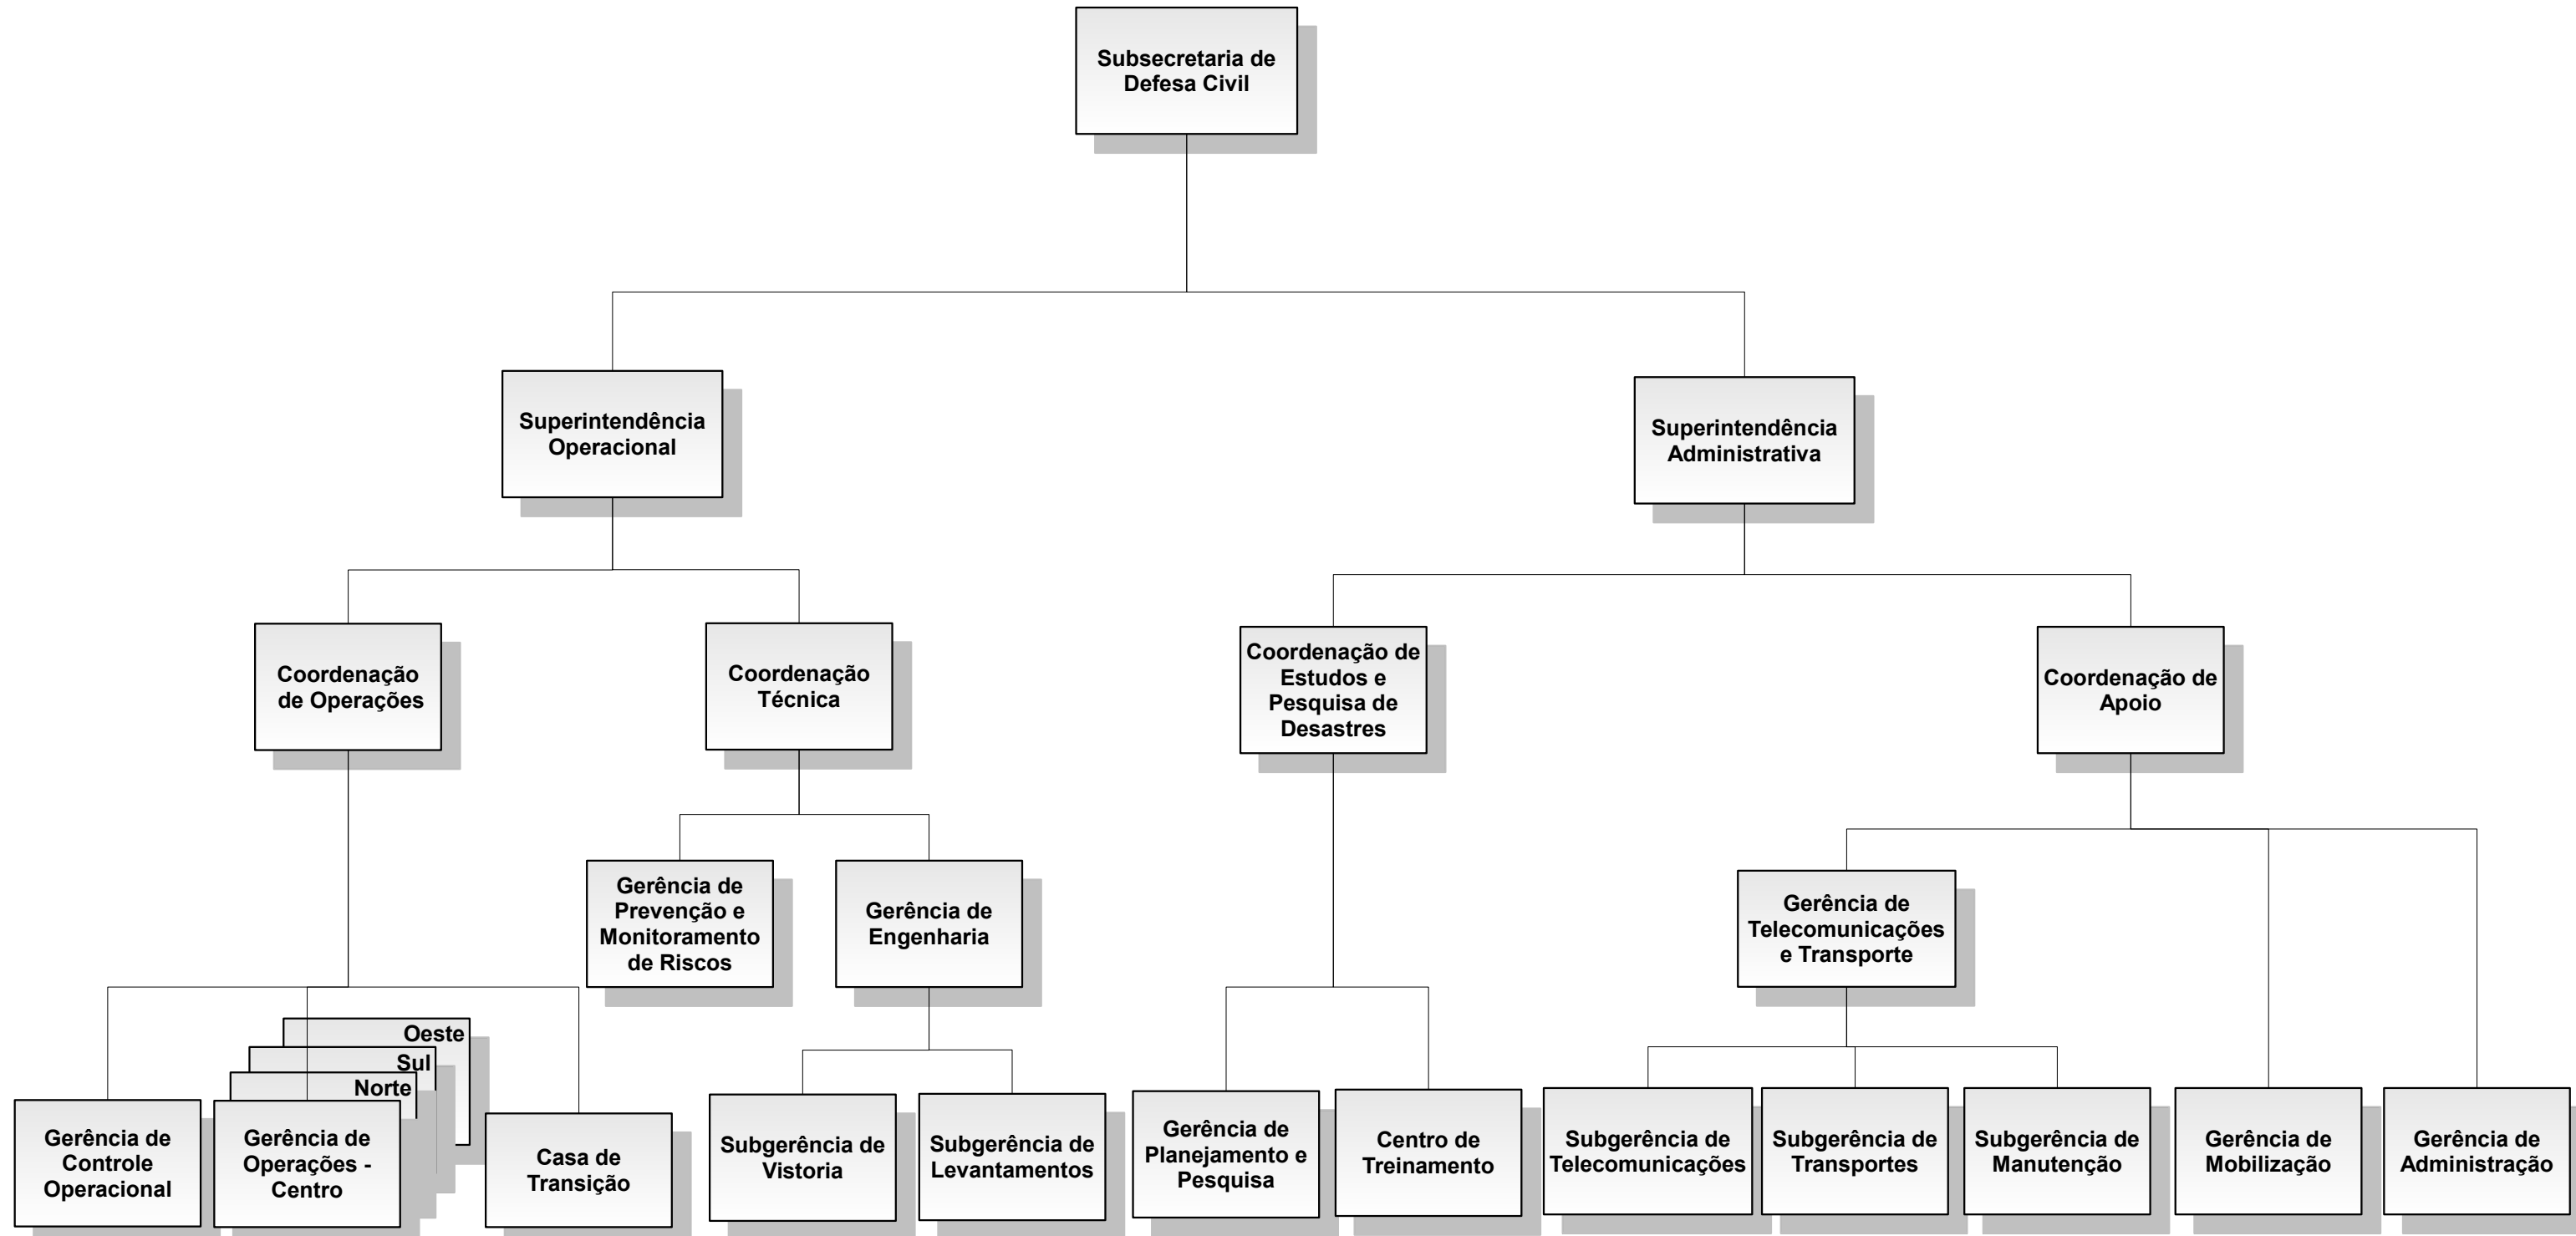 Subsecretaria de
Defesa Civil
Superintendência
Operacional
Superintendência
Administrativa
Coordenação
de Operações
Coordenação
Técnica
Coordenação de
Estudos e
Pesquisa de
Desastres
Coordenação de
Apoio
Gerência de
Prevenção e
Monitoramento
de Riscos
Gerência de
Engenharia
Gerência de
Telecomunicações
e Transporte
Oeste
Sul
Norte
Gerência de
Controle
Operacional
Gerência de
Operações -
Centro
Casa de
Transição
Subgerência de
Vistoria
Subgerência de
Levantamentos
Gerência de
Planejamento e
Pesquisa
Centro de
Treinamento
Subgerência de
Telecomunicações
Subgerência de
Transportes
Subgerência de
Manutenção
Gerência de
Mobilização
Gerência de
Administração